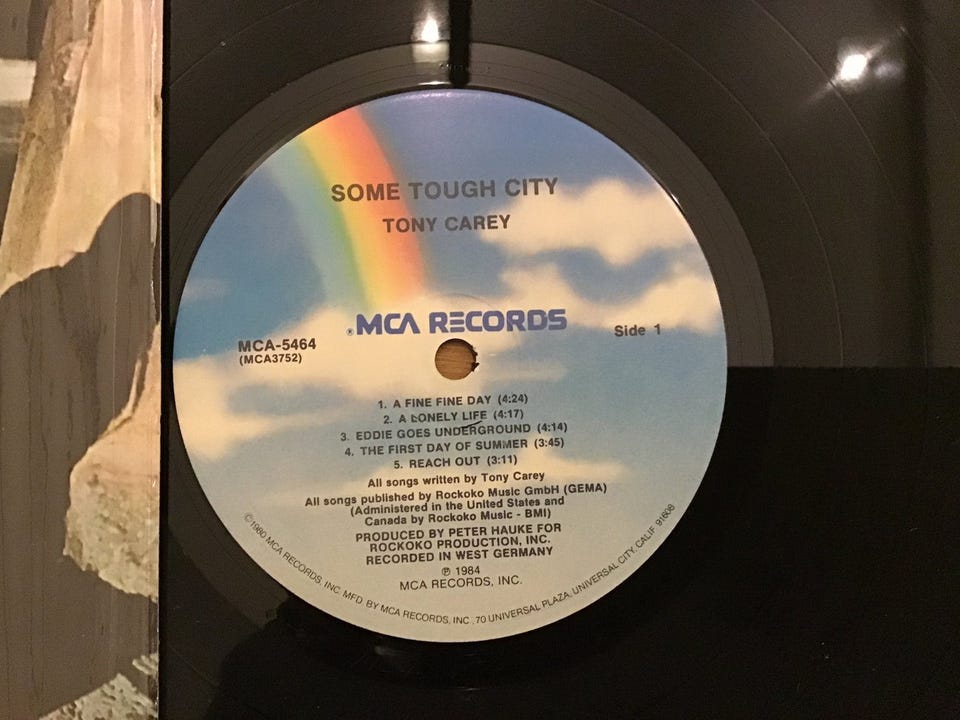 SOME TOUGH CITY
TONY CAREY
®MCA RECORDS
MCA-5464
(MCA3752)
Side 1
1. A FINE FINE DAY (4:24)
2. A LONELY LIFE (4:17)
3. EDDIE GOES UNDERGROUND (4:14)
4. THE FIRST DAY OF SUMMER (3:45)
5. REACH OUT (3:11)
All songs written by Tony Carey
All songs published by Rockoko Music GmbH (GEMA)
(Administered in the United States and
Canada by Rockoko Music - BMI)
PRODUCED BY PETER HAUKE FOR
ROCKOKO PRODUCTION, INC.
RECORDED IN WEST GERMANY
℗ 1984
MCA RECORDS, INC.
©1980 MCA RECORDS, INC. MFD. BY MCA RECORDS, INC., 70 UNIVERSAL PLAZA, UNIVERSAL CITY, CALIF. 91608